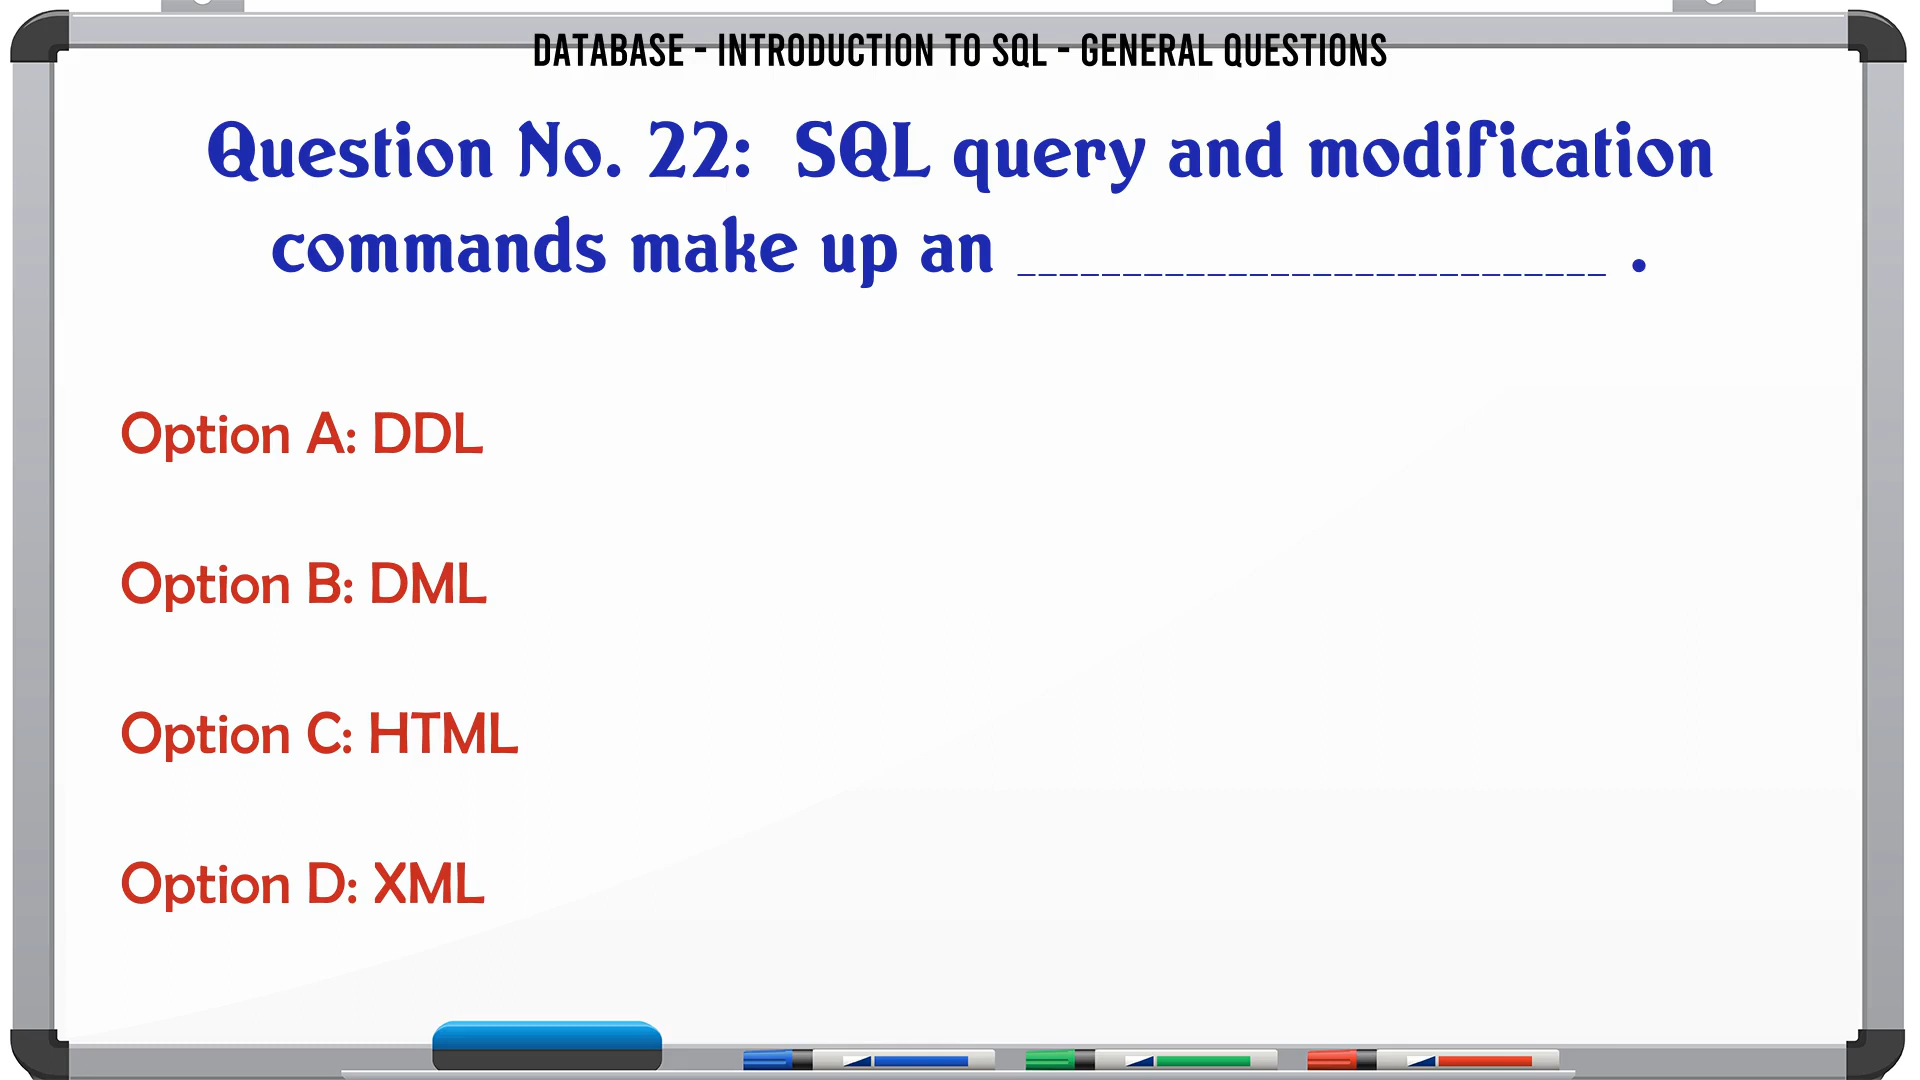 DATABASE - INTRODUCTION TO SQL - GENERAL QUESTIONS
Question No. 22: SQL query and modification
commands make up an ____________________________ .
Option A: DDL
Option B: DML
Option C: HTML
Option D: XML